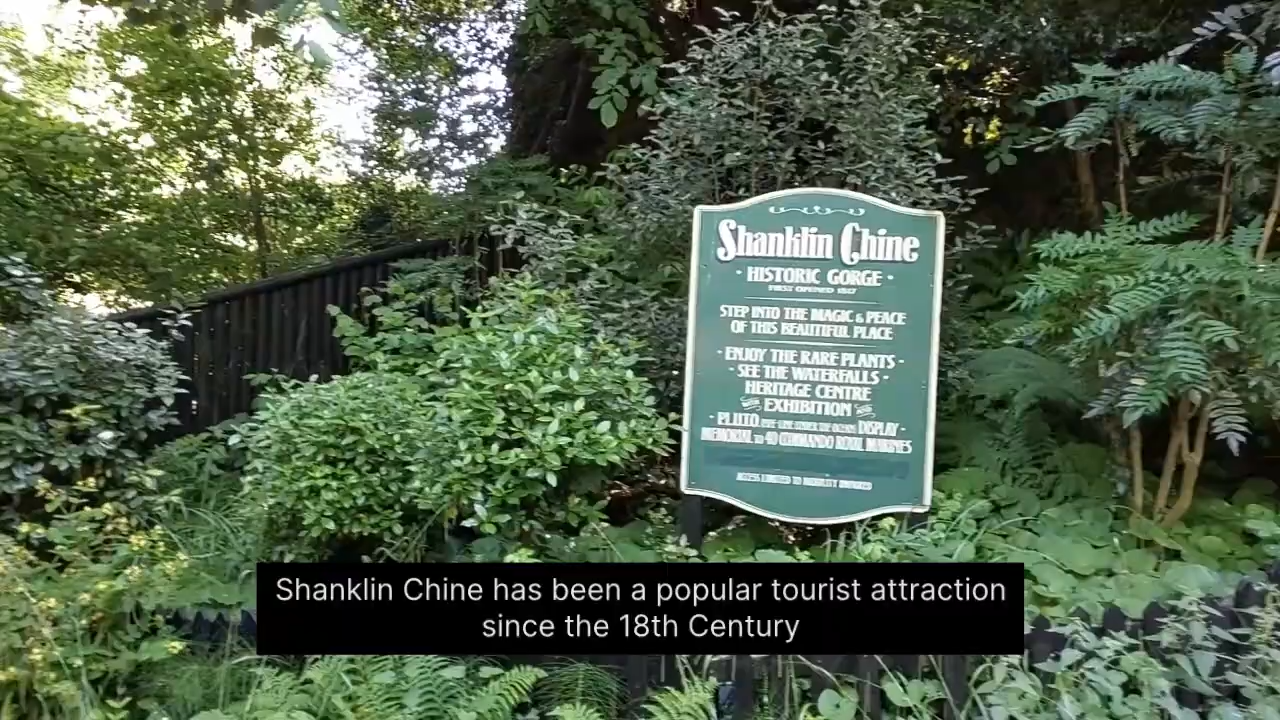 Shanklin Chine
· HISTORIC GORGE ·
FIRST OPENED 1817
STEP INTO THE MAGIC & PEACE
OF THIS BEAUTIFUL PLACE
· ENJOY THE RARE PLANTS ·
· SEE THE WATERFALLS ·
HERITAGE CENTRE
EXHIBITION
· PLUTO DISPLAY ·
MEMORIAL TO 40 COMMANDO ROYAL MARINES
Shanklin Chine has been a popular tourist attraction
since the 18th Century